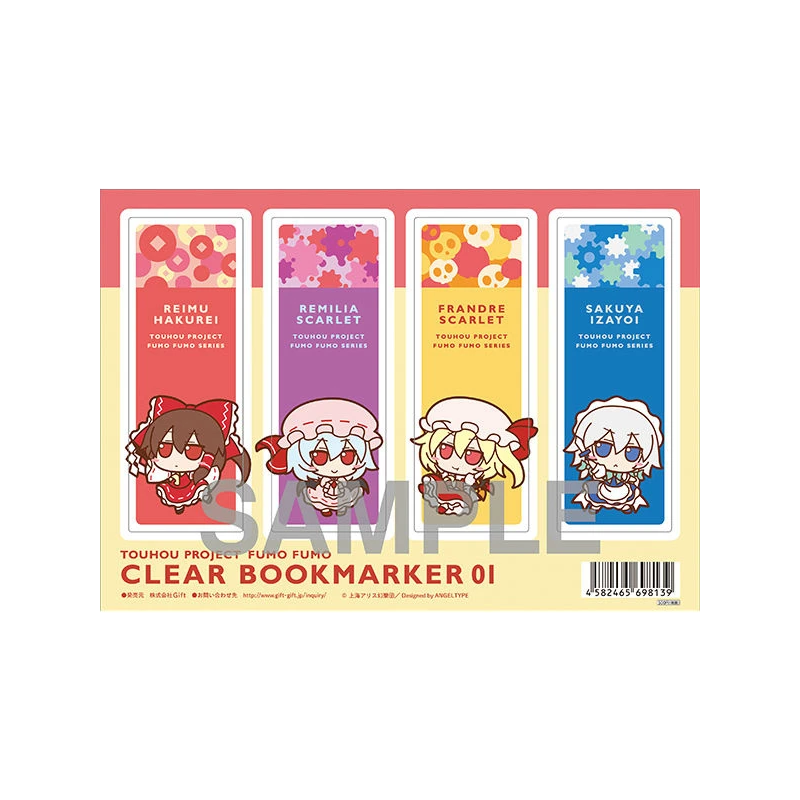 REIMU
HAKUREI
TOUHOU PROJECT
FUMO FUMO SERIES
REMILIA
SCARLET
TOUHOU PROJECT
FUMO FUMO SERIES
FRANDRE
SCARLET
TOUHOU PROJECT
FUMO FUMO SERIES
SAKUYA
IZAYOI
TOUHOU PROJECT
FUMO FUMO SERIES
SAMPLE
TOUHOU PROJECT FUMO FUMO
CLEAR BOOKMARKER 01
●発売元 株式会社Gift ●お問い合わせ先 http://www.gift-gift.jp/inquiry/ © 上海アリス幻樂団／Designed by ANGELTYPE
4 582465 698139